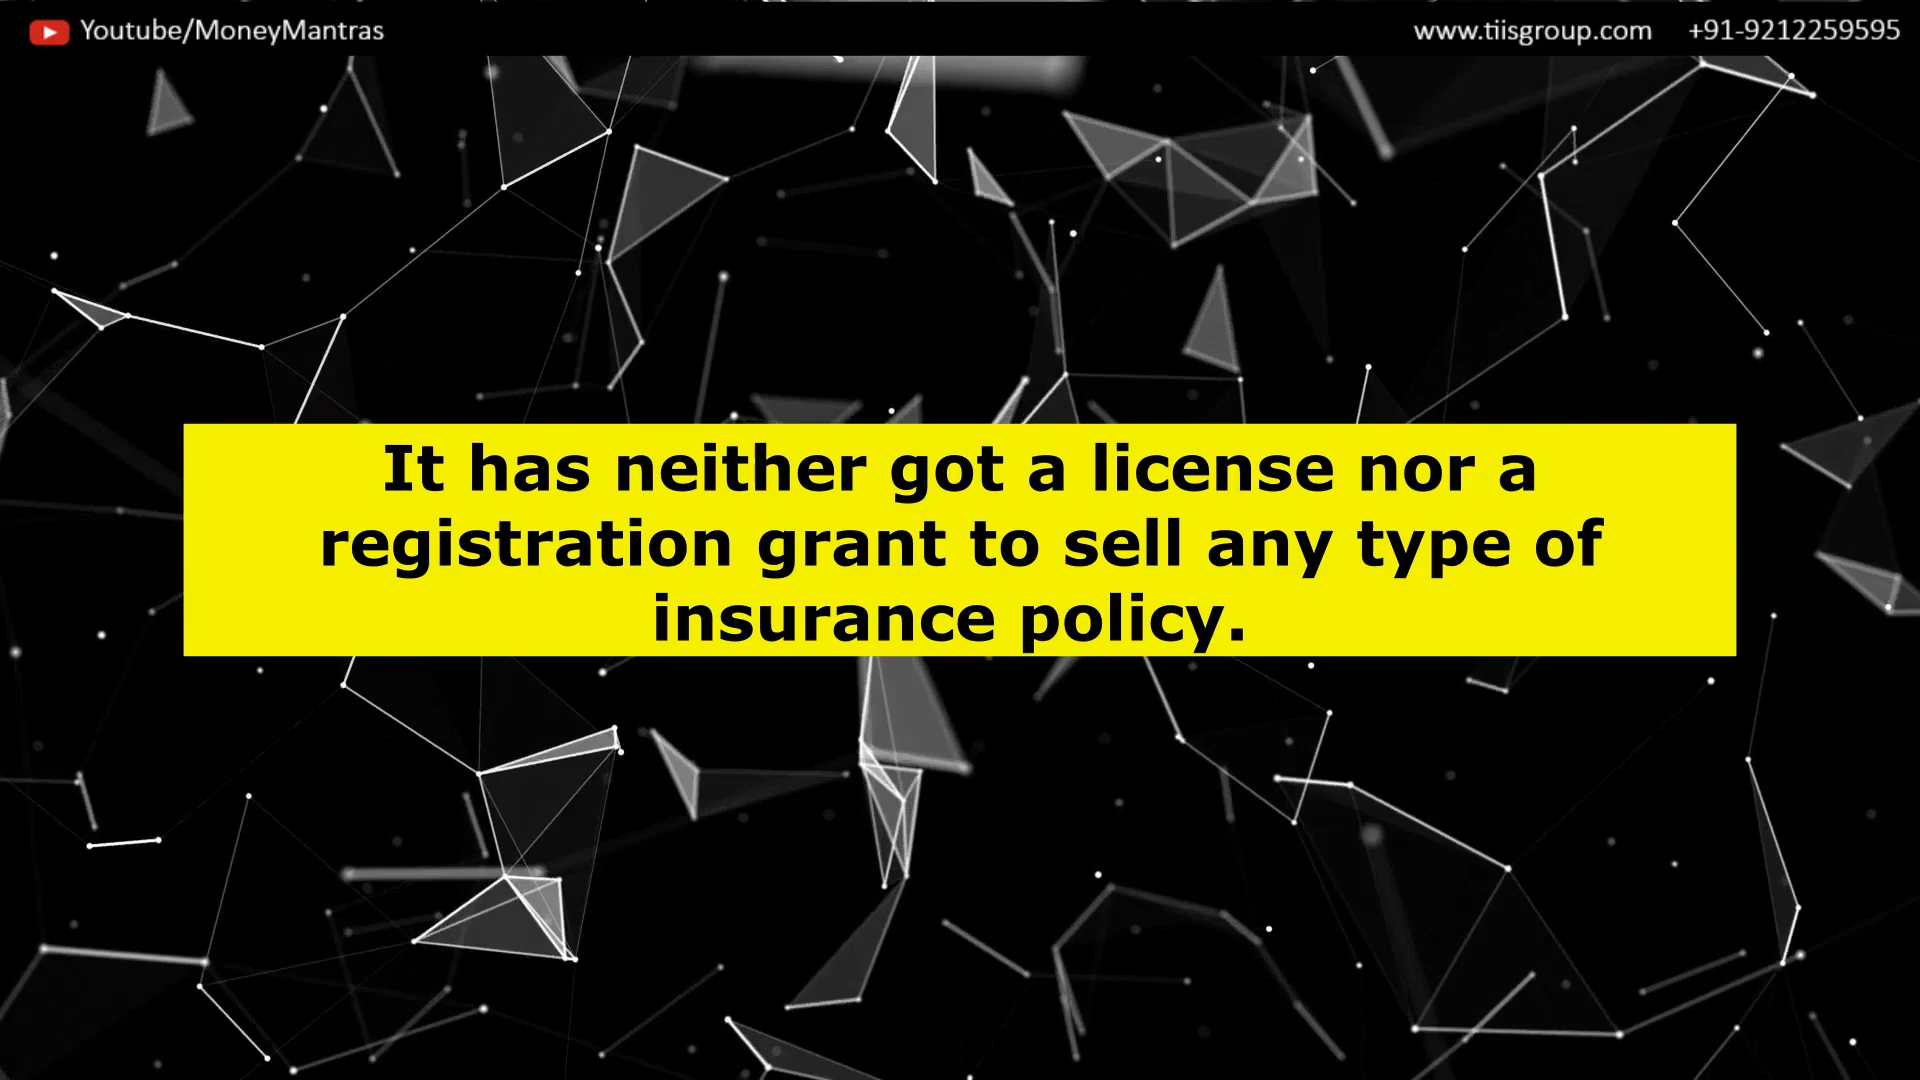 Youtube/MoneyMantras
www.tiisgroup.com +91-9212259595
It has neither got a license nor a
registration grant to sell any type of
insurance policy.